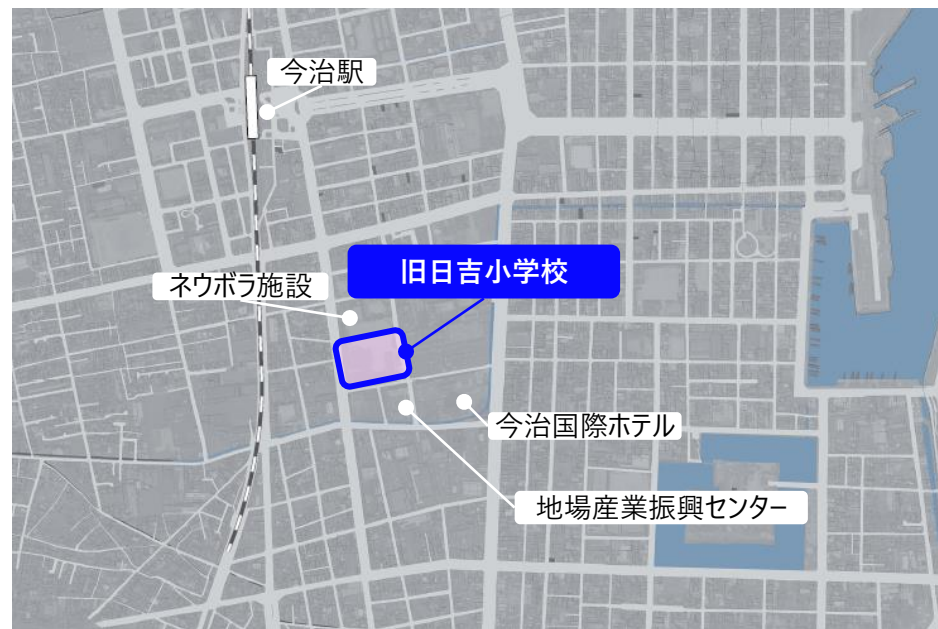 今治駅
旧日吉小学校
ネウボラ施設
今治国際ホテル
地場産業振興センター